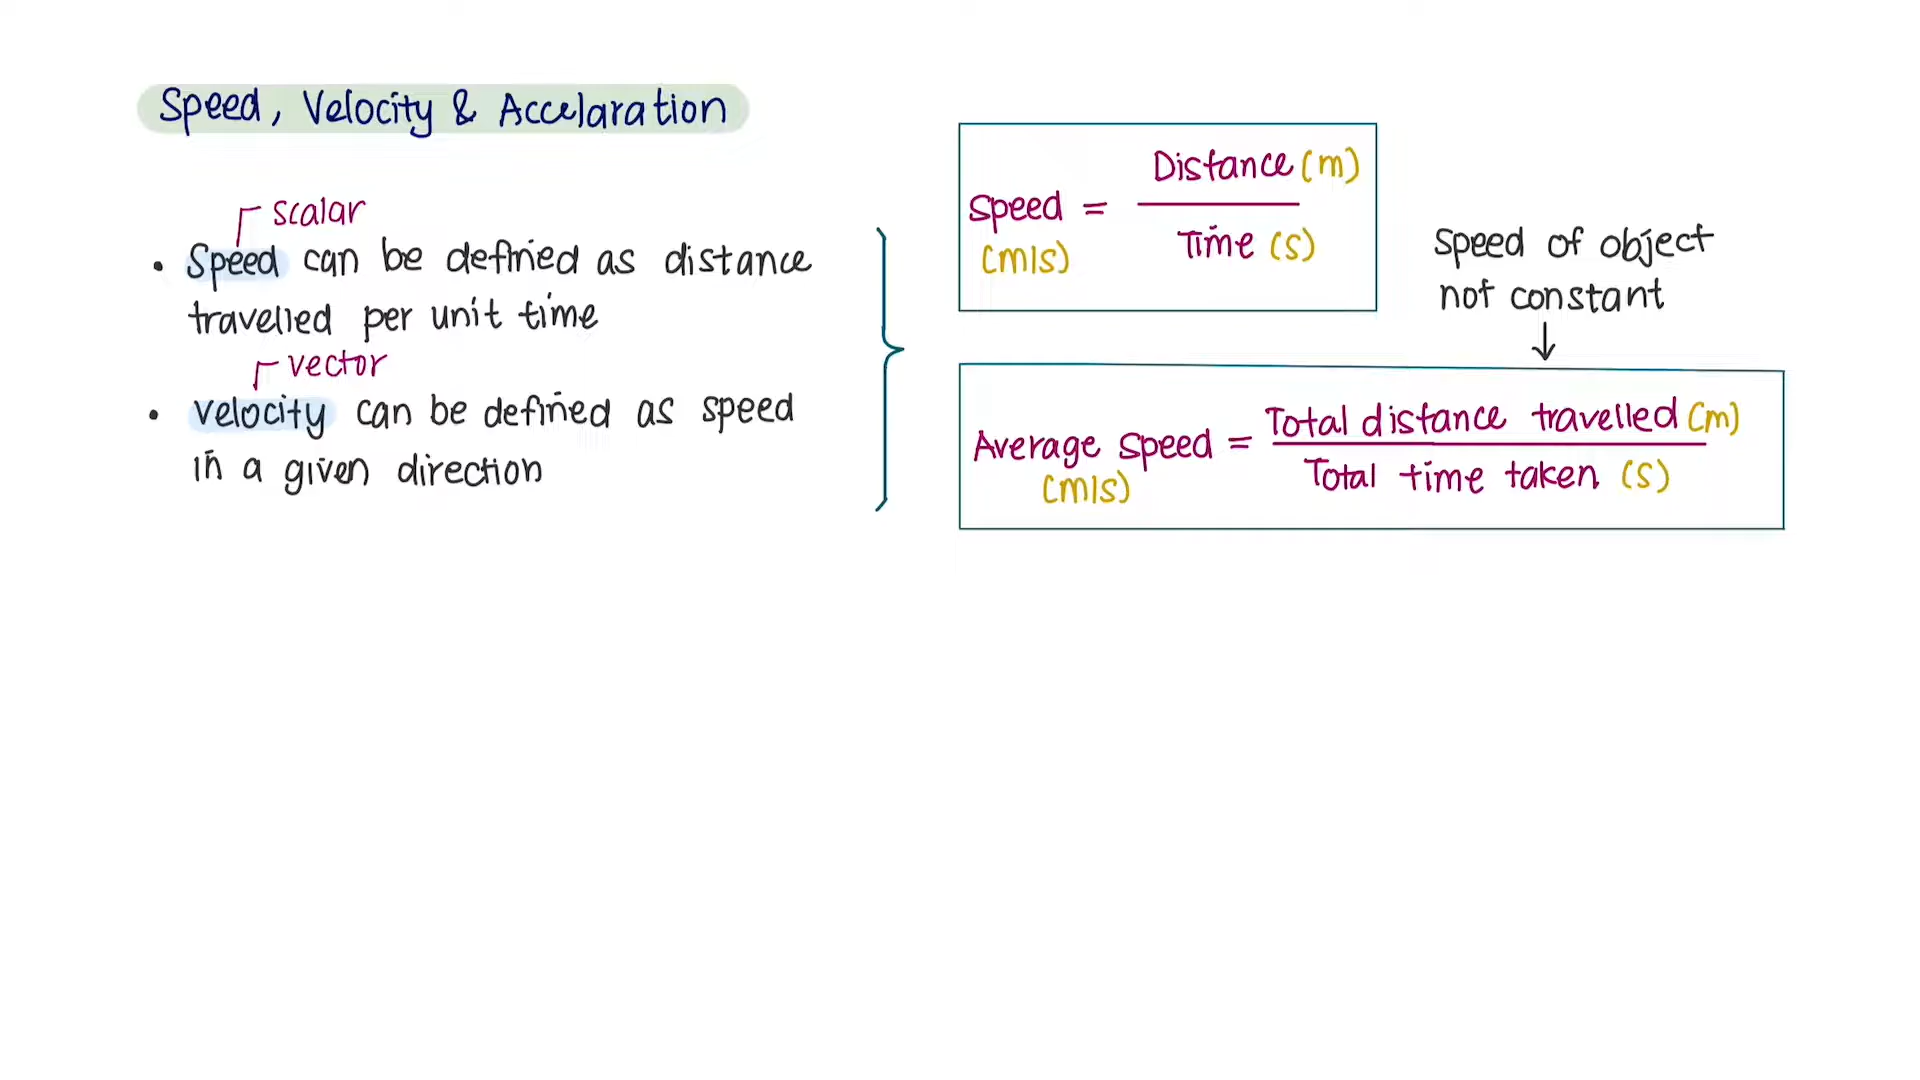 Speed, Velocity & Accelaration
scalar
• Speed can be defined as distance
travelled per unit time
vector
• velocity can be defined as speed
in a given direction
Distance (m)
Speed =
(m/s)
Time (s)
Speed of object
not constant
↓
Total distance travelled (m)
Average speed =
(m/s)
Total time taken (s)